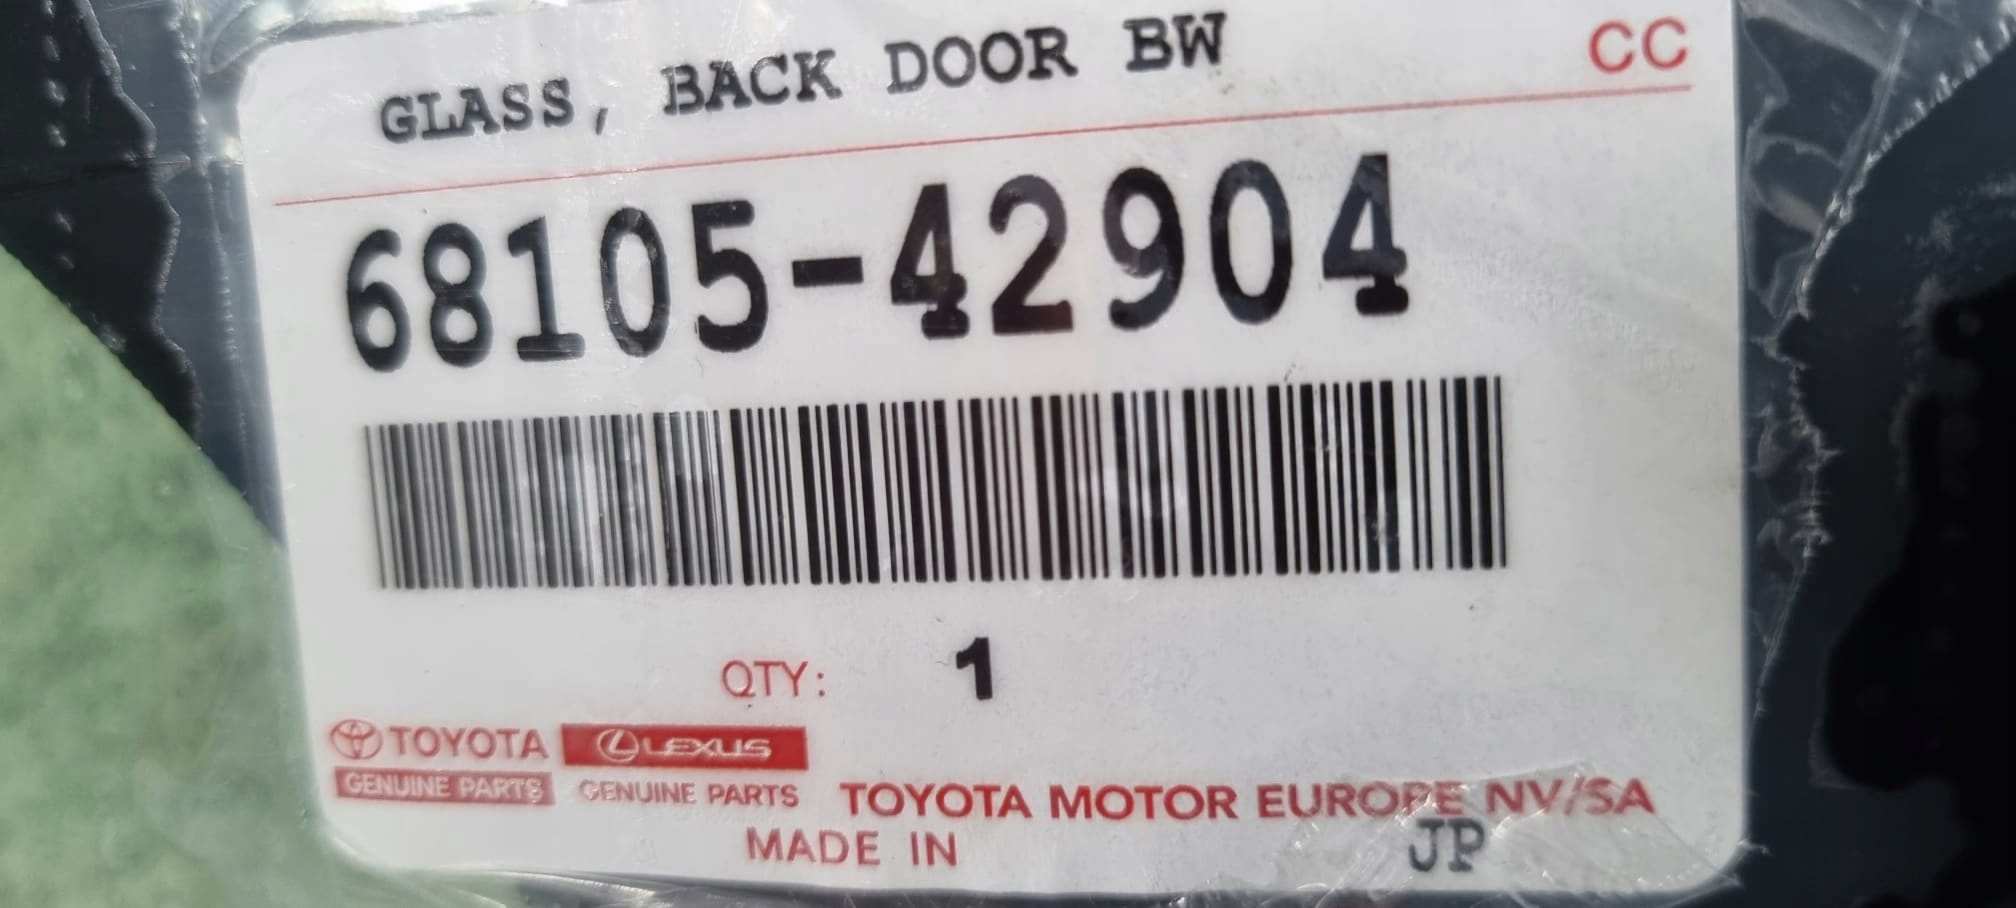 GLASS, BACK DOOR BW CC
68105-42904
QTY: 1
TOYOTA LEXUS
GENUINE PARTS GENUINE PARTS TOYOTA MOTOR EUROPE NV/SA
MADE IN JP